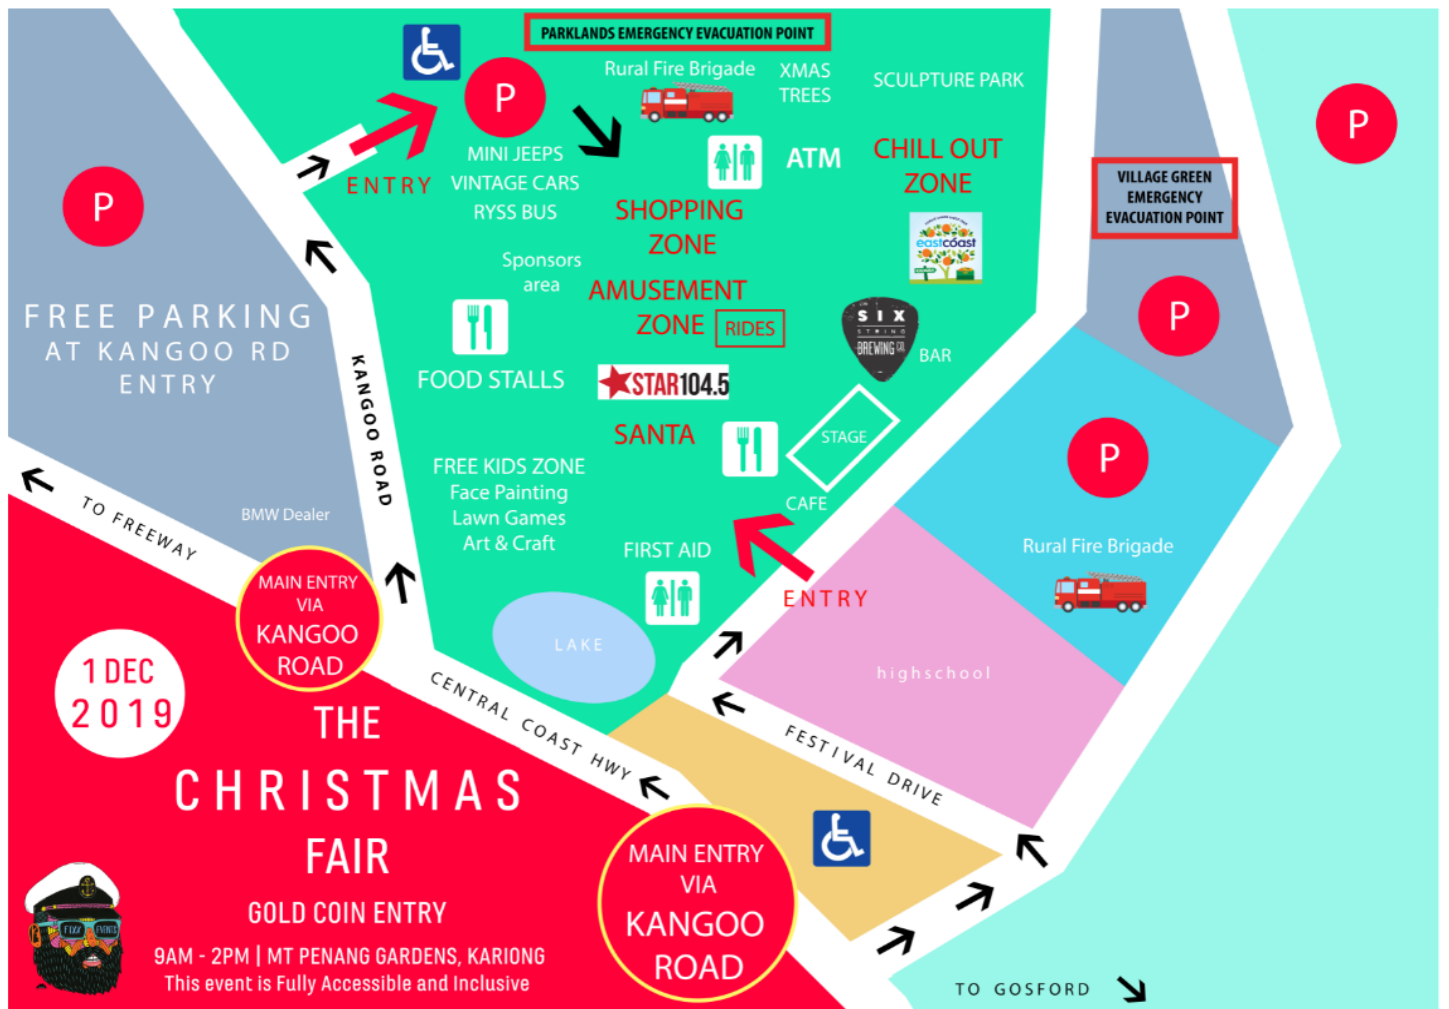 PARKLANDS EMERGENCY EVACUATION POINT
P
Rural Fire Brigade
XMAS
TREES
SCULPTURE PARK
P
P
ENTRY
MINI JEEPS
VINTAGE CARS
RYSS BUS
ATM
CHILL OUT
ZONE
VILLAGE GREEN
EMERGENCY
EVACUATION POINT
SHOPPING
ZONE
eastcoast
Sponsors
area
AMUSEMENT
ZONE
RIDES
FREE PARKING
AT KANGOO RD
ENTRY
P
SIX
STRING
BREWING CO.
BAR
KANGOO ROAD
FOOD STALLS
STAR104.5
SANTA
STAGE
P
FREE KIDS ZONE
Face Painting
Lawn Games
Art & Craft
CAFE
BMW Dealer
TO FREEWAY
FIRST AID
ENTRY
Rural Fire Brigade
MAIN ENTRY
VIA
KANGOO
ROAD
LAKE
highschool
1 DEC
2019
CENTRAL COAST HWY
FESTIVAL DRIVE
THE
CHRISTMAS
FAIR
GOLD COIN ENTRY
9AM - 2PM | MT PENANG GARDENS, KARIONG
This event is Fully Accessible and Inclusive
FIXX EVENTS
MAIN ENTRY
VIA
KANGOO
ROAD
TO GOSFORD